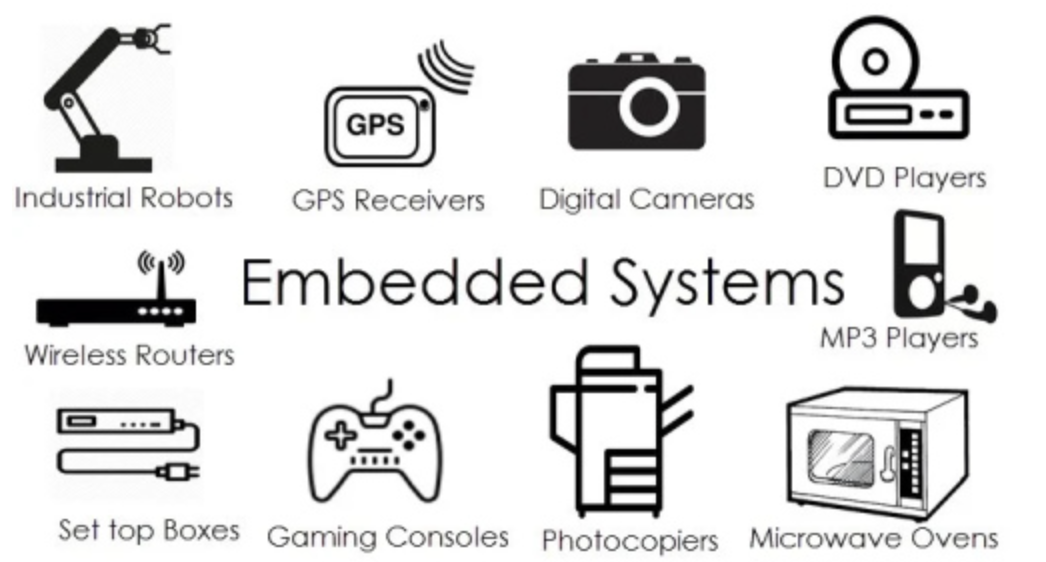 GPS
Industrial Robots
GPS Receivers
Digital Cameras
DVD Players
Embedded Systems
Wireless Routers
MP3 Players
Set top Boxes
Gaming Consoles
Photocopiers
Microwave Ovens